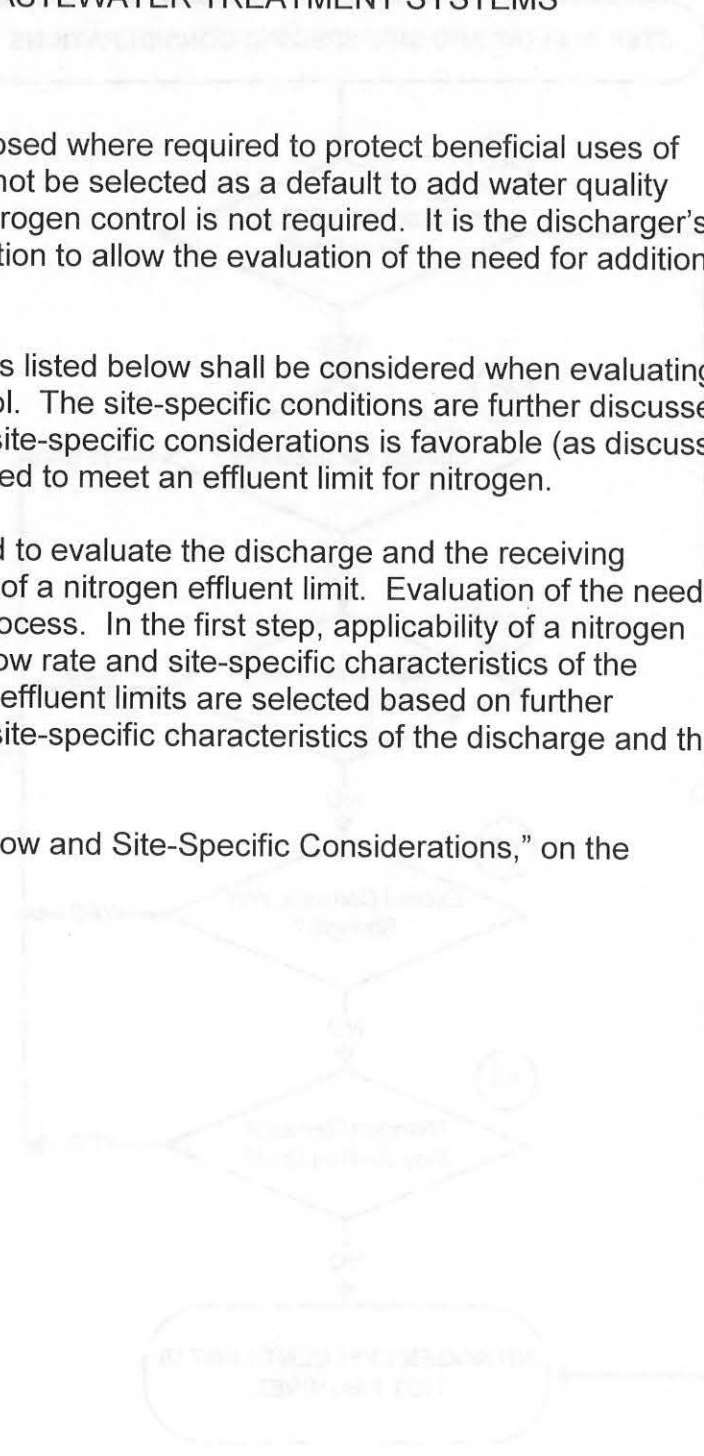 WASTEWATER TREATMENT SYSTEMS
osed where required to protect beneficial uses of
not be selected as a default to add water quality
trogen control is not required.  It is the discharger's
tion to allow the evaluation of the need for addition
s listed below shall be considered when evaluating
ol.  The site-specific conditions are further discusse
site-specific considerations is favorable (as discuss
ed to meet an effluent limit for nitrogen.
d to evaluate the discharge and the receiving
of a nitrogen effluent limit.  Evaluation of the need
ocess.  In the first step, applicability of a nitrogen
ow rate and site-specific characteristics of the
effluent limits are selected based on further
site-specific characteristics of the discharge and th
low and Site-Specific Considerations,” on the